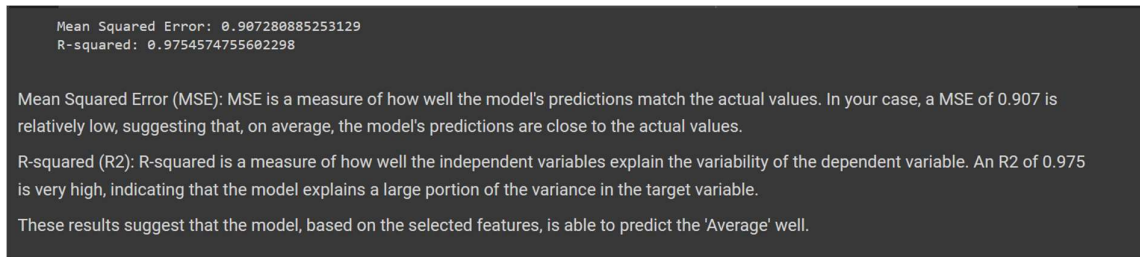 Mean Squared Error: 0.907280885253129
R-squared: 0.9754574755602298
Mean Squared Error (MSE): MSE is a measure of how well the model's predictions match the actual values. In your case, a MSE of 0.907 is
relatively low, suggesting that, on average, the model's predictions are close to the actual values.
R-squared (R2): R-squared is a measure of how well the independent variables explain the variability of the dependent variable. An R2 of 0.975
is very high, indicating that the model explains a large portion of the variance in the target variable.
These results suggest that the model, based on the selected features, is able to predict the 'Average' well.